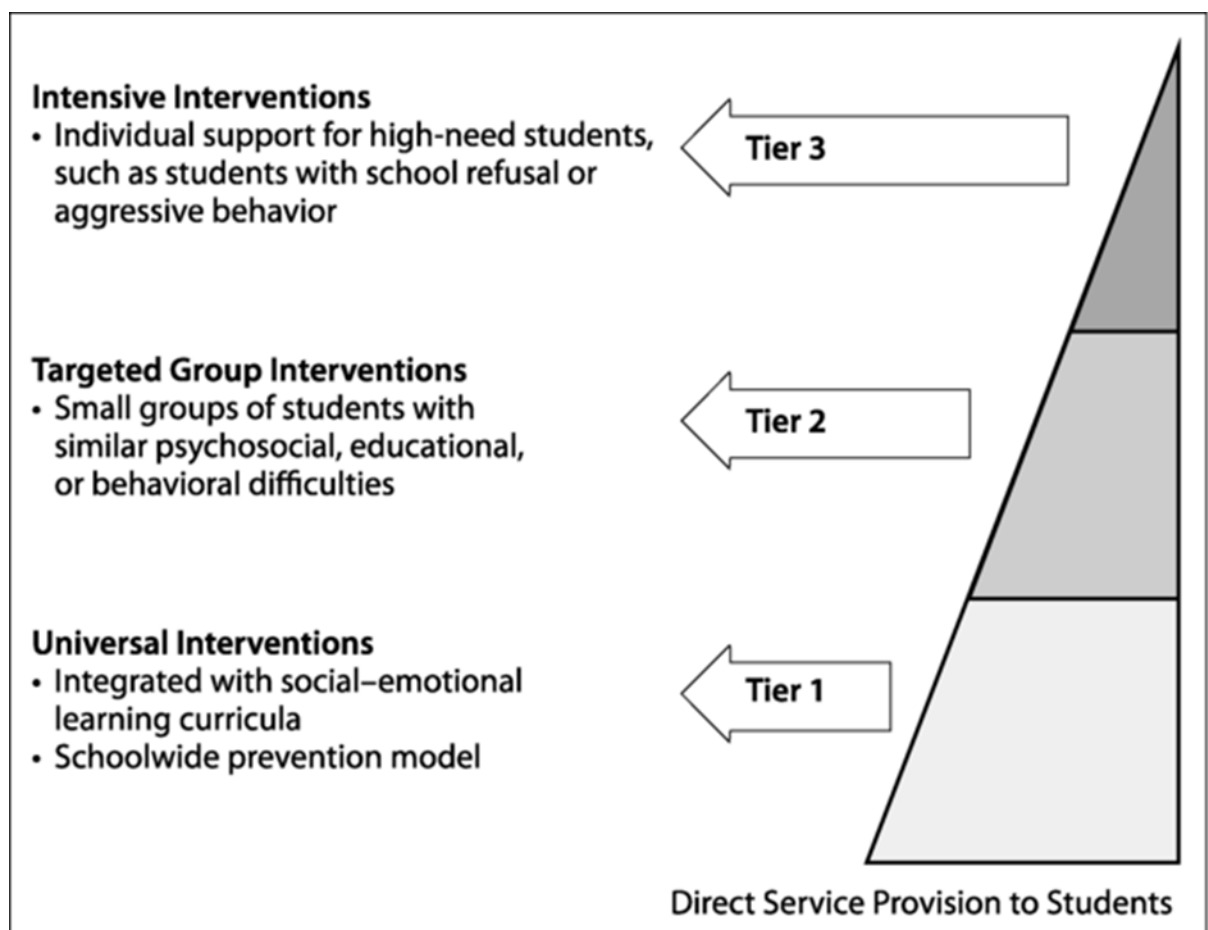 Intensive Interventions
• Individual support for high-need students,
such as students with school refusal or
aggressive behavior
Tier 3
Targeted Group Interventions
• Small groups of students with
similar psychosocial, educational,
or behavioral difficulties
Tier 2
Universal Interventions
• Integrated with social–emotional
learning curricula
• Schoolwide prevention model
Tier 1
Direct Service Provision to Students